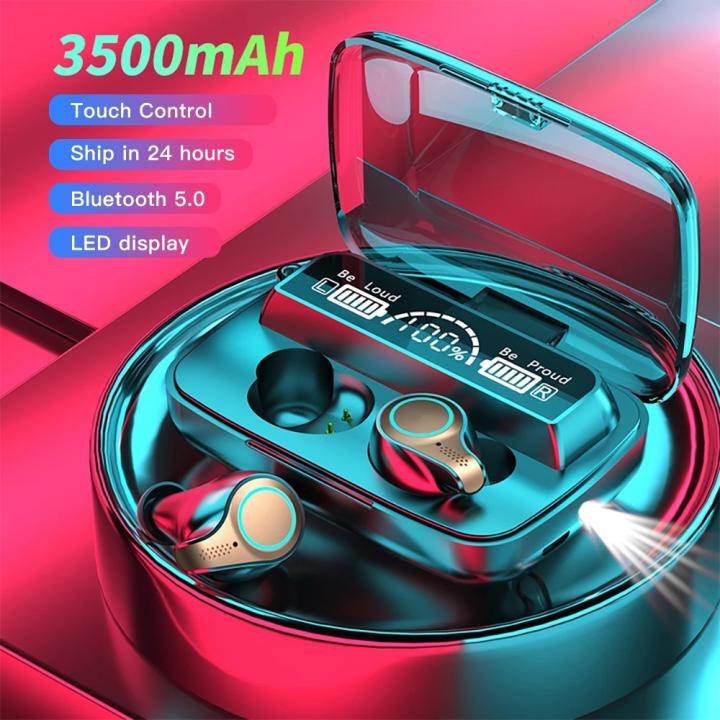 3500mAh
Touch Control
Ship in 24 hours
Bluetooth 5.0
LED display
Be Loud
L
100%
Be Proud
R